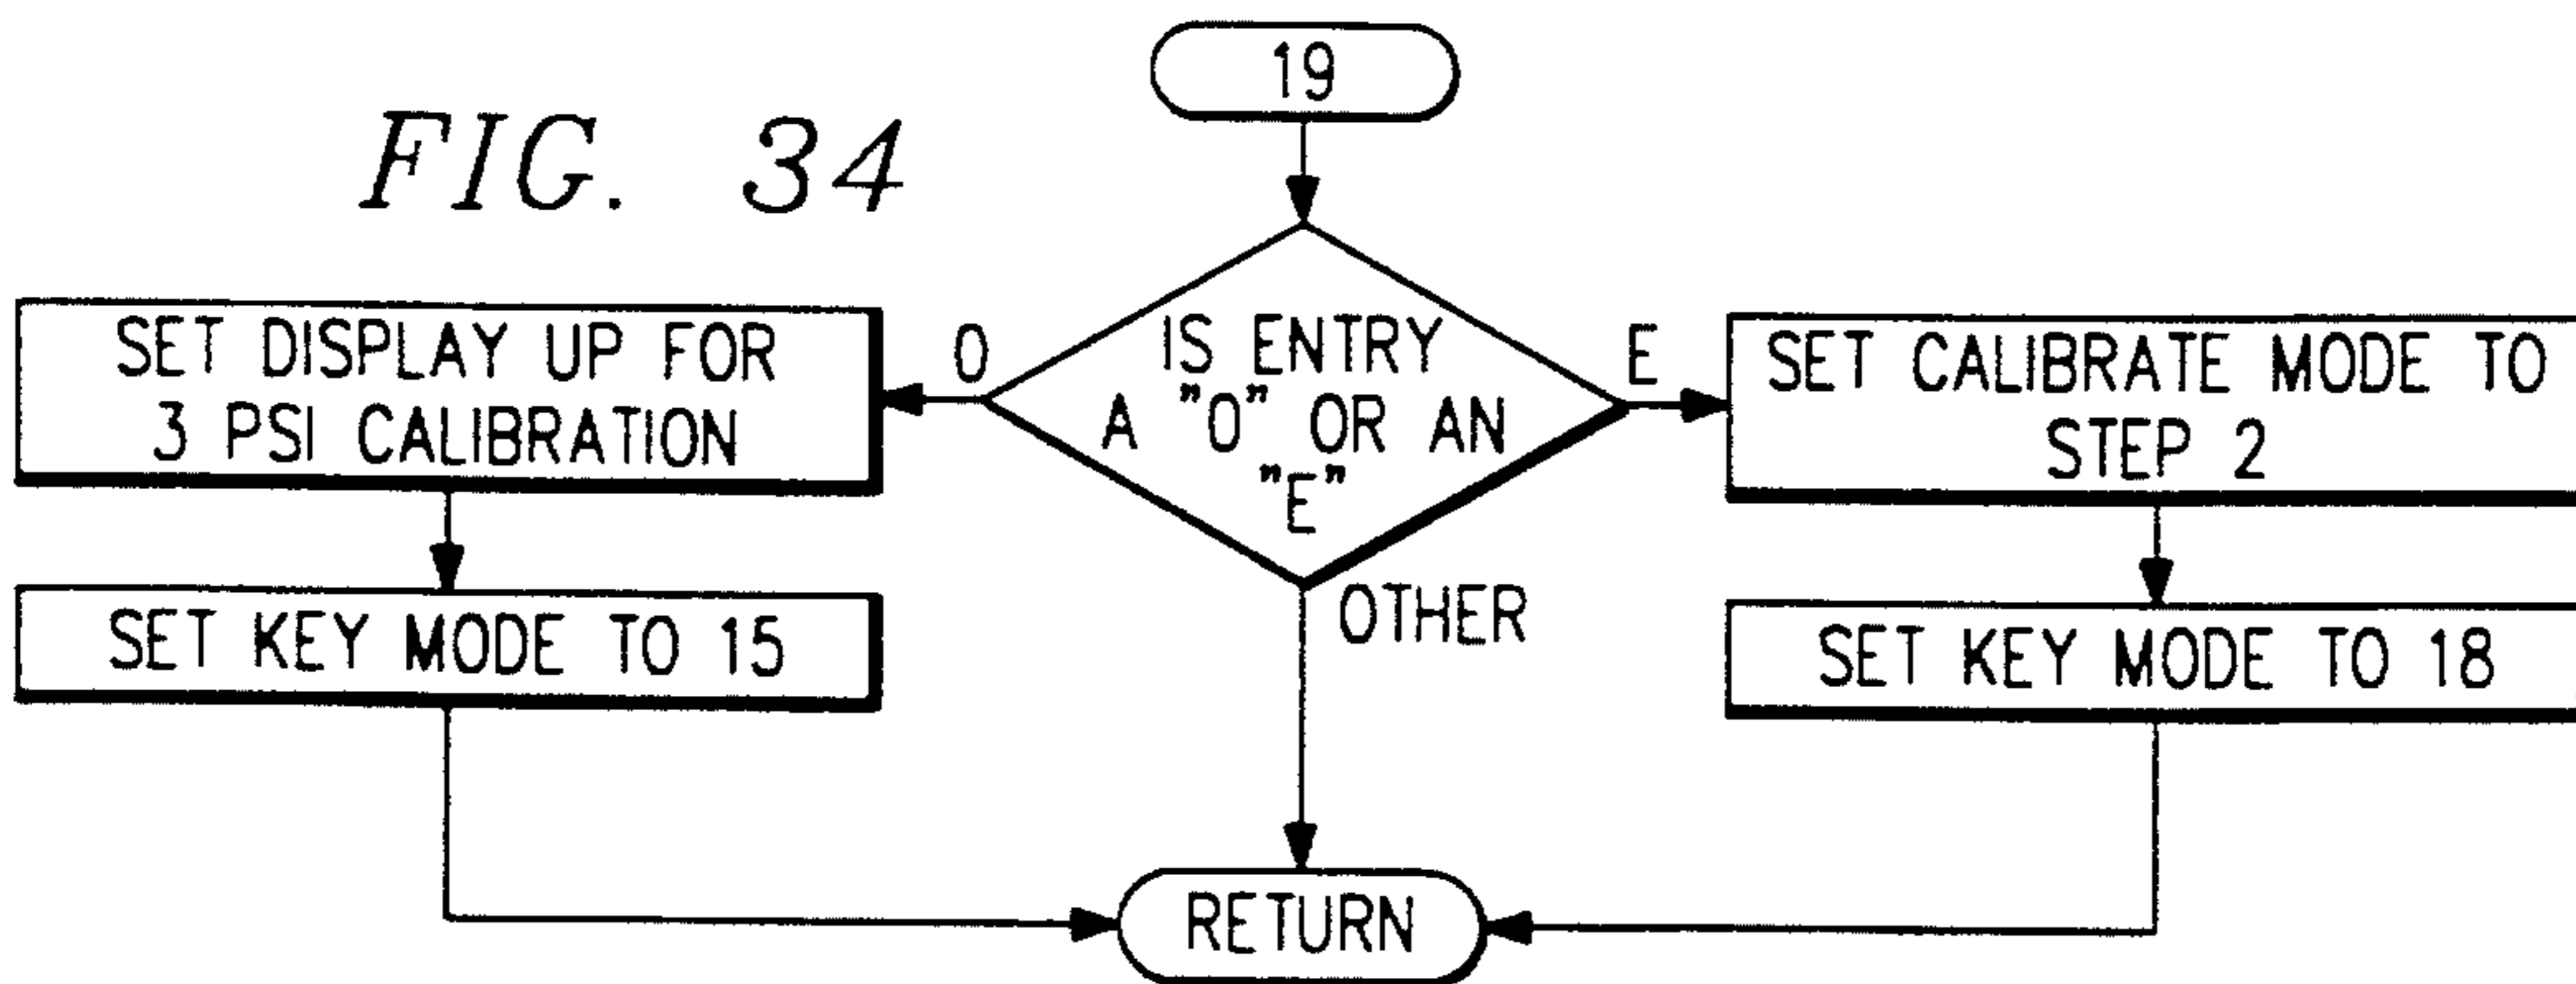 FIG. 34
19
IS ENTRY
A "0" OR AN
"E"
0
SET DISPLAY UP FOR
3 PSI CALIBRATION
SET KEY MODE TO 15
E
SET CALIBRATE MODE TO
STEP 2
SET KEY MODE TO 18
OTHER
RETURN